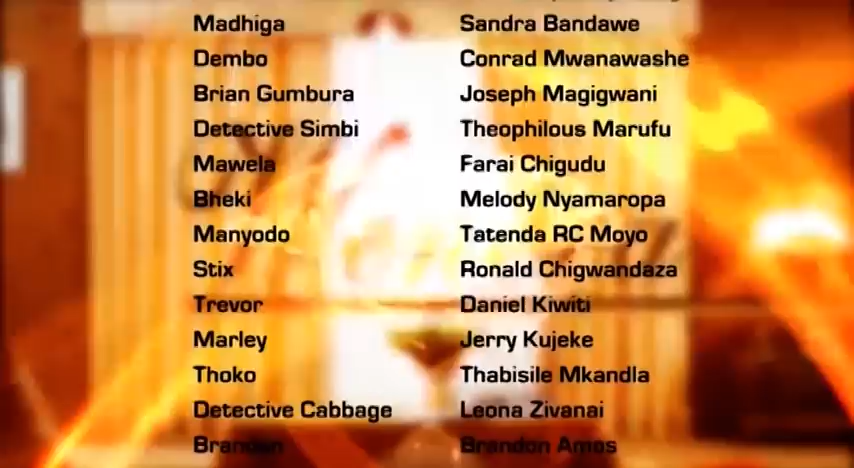 Madhiga Sandra Bandawe
Dembo Conrad Mwanawashe
Brian Gumbura Joseph Magigwani
Detective Simbi Theophilous Marufu
Mawela Farai Chigudu
Bheki Melody Nyamaropa
Manyodo Tatenda RC Moyo
Stix Ronald Chigwandaza
Trevor Daniel Kiwiti
Marley Jerry Kujeke
Thoko Thabisile Mkandla
Detective Cabbage Leona Zivanai
Brandon Brandon Amos